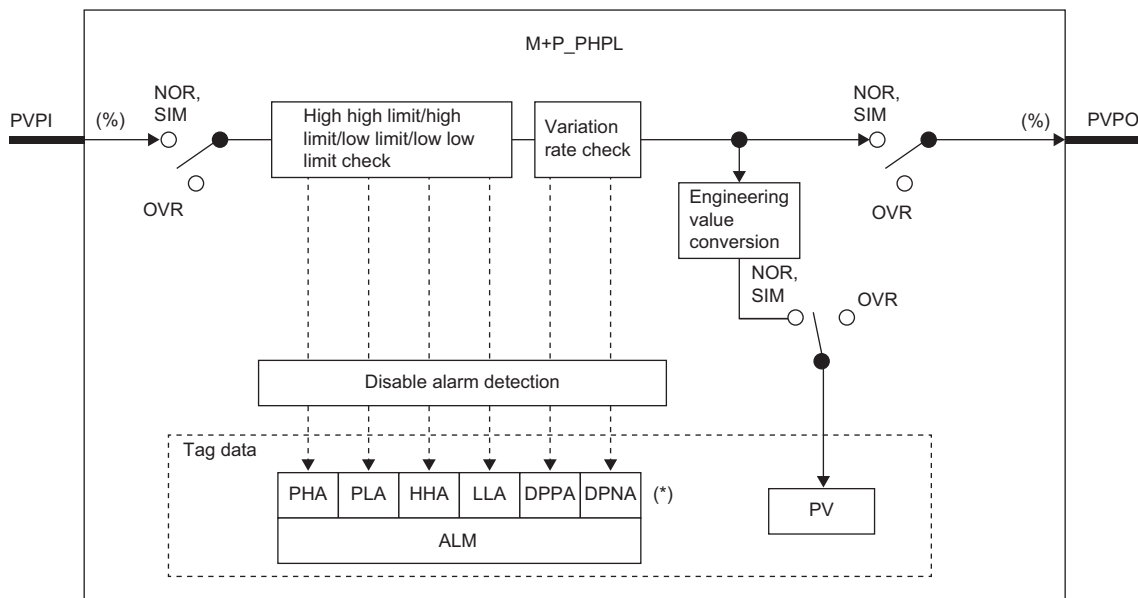 M+P_PHPL
PVPI
(%)
NOR,
SIM
OVR
High high limit/high
limit/low limit/low low
limit check
Variation
rate check
NOR,
SIM
OVR
(%)
PVPO
Engineering
value
conversion
NOR,
SIM
OVR
Disable alarm detection
Tag data
PHA PLA HHA LLA DPPA DPNA (*)
ALM
PV